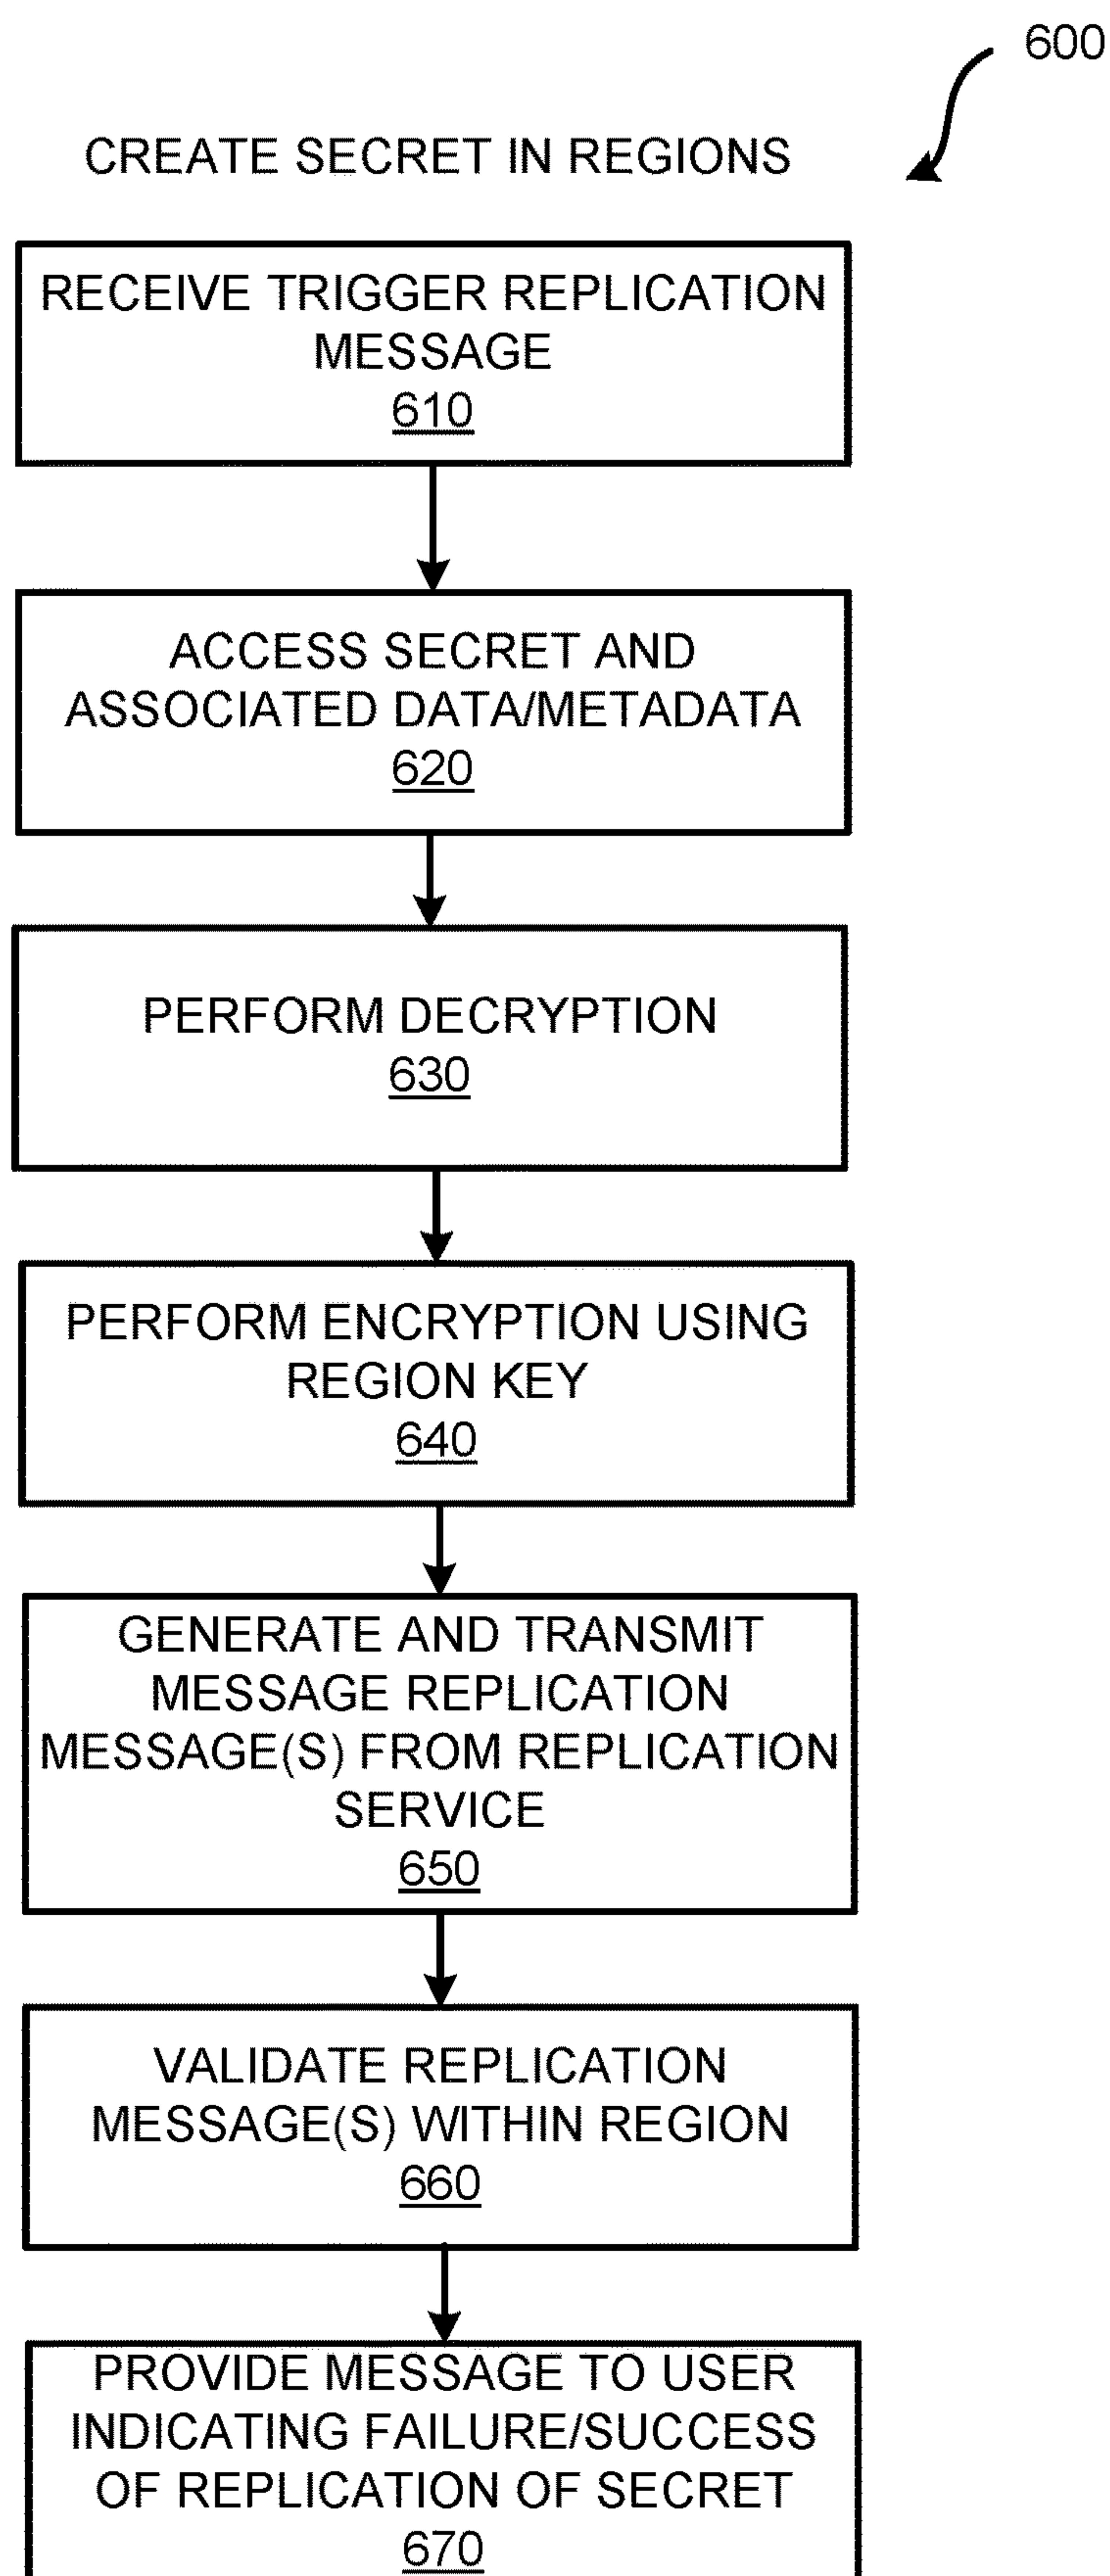 600
CREATE SECRET IN REGIONS
RECEIVE TRIGGER REPLICATION
MESSAGE
610
ACCESS SECRET AND
ASSOCIATED DATA/METADATA
620
PERFORM DECRYPTION
630
PERFORM ENCRYPTION USING
REGION KEY
640
GENERATE AND TRANSMIT
MESSAGE REPLICATION
MESSAGE(S) FROM REPLICATION
SERVICE
650
VALIDATE REPLICATION
MESSAGE(S) WITHIN REGION
660
PROVIDE MESSAGE TO USER
INDICATING FAILURE/SUCCESS
OF REPLICATION OF SECRET
670